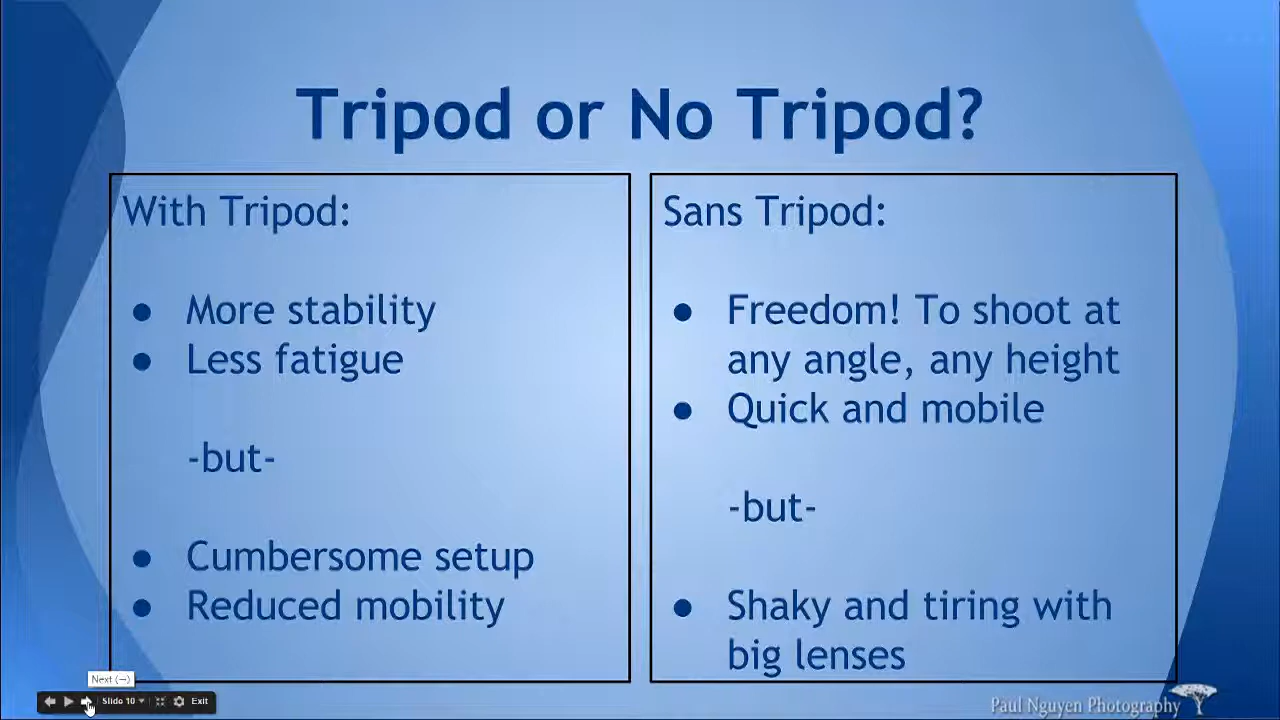 Tripod or No Tripod?
With Tripod:
● More stability
● Less fatigue
-but-
● Cumbersome setup
● Reduced mobility
Sans Tripod:
● Freedom! To shoot at
any angle, any height
● Quick and mobile
-but-
● Shaky and tiring with
big lenses
Next (→)
Slide 10
Exit
Paul Nguyen Photography